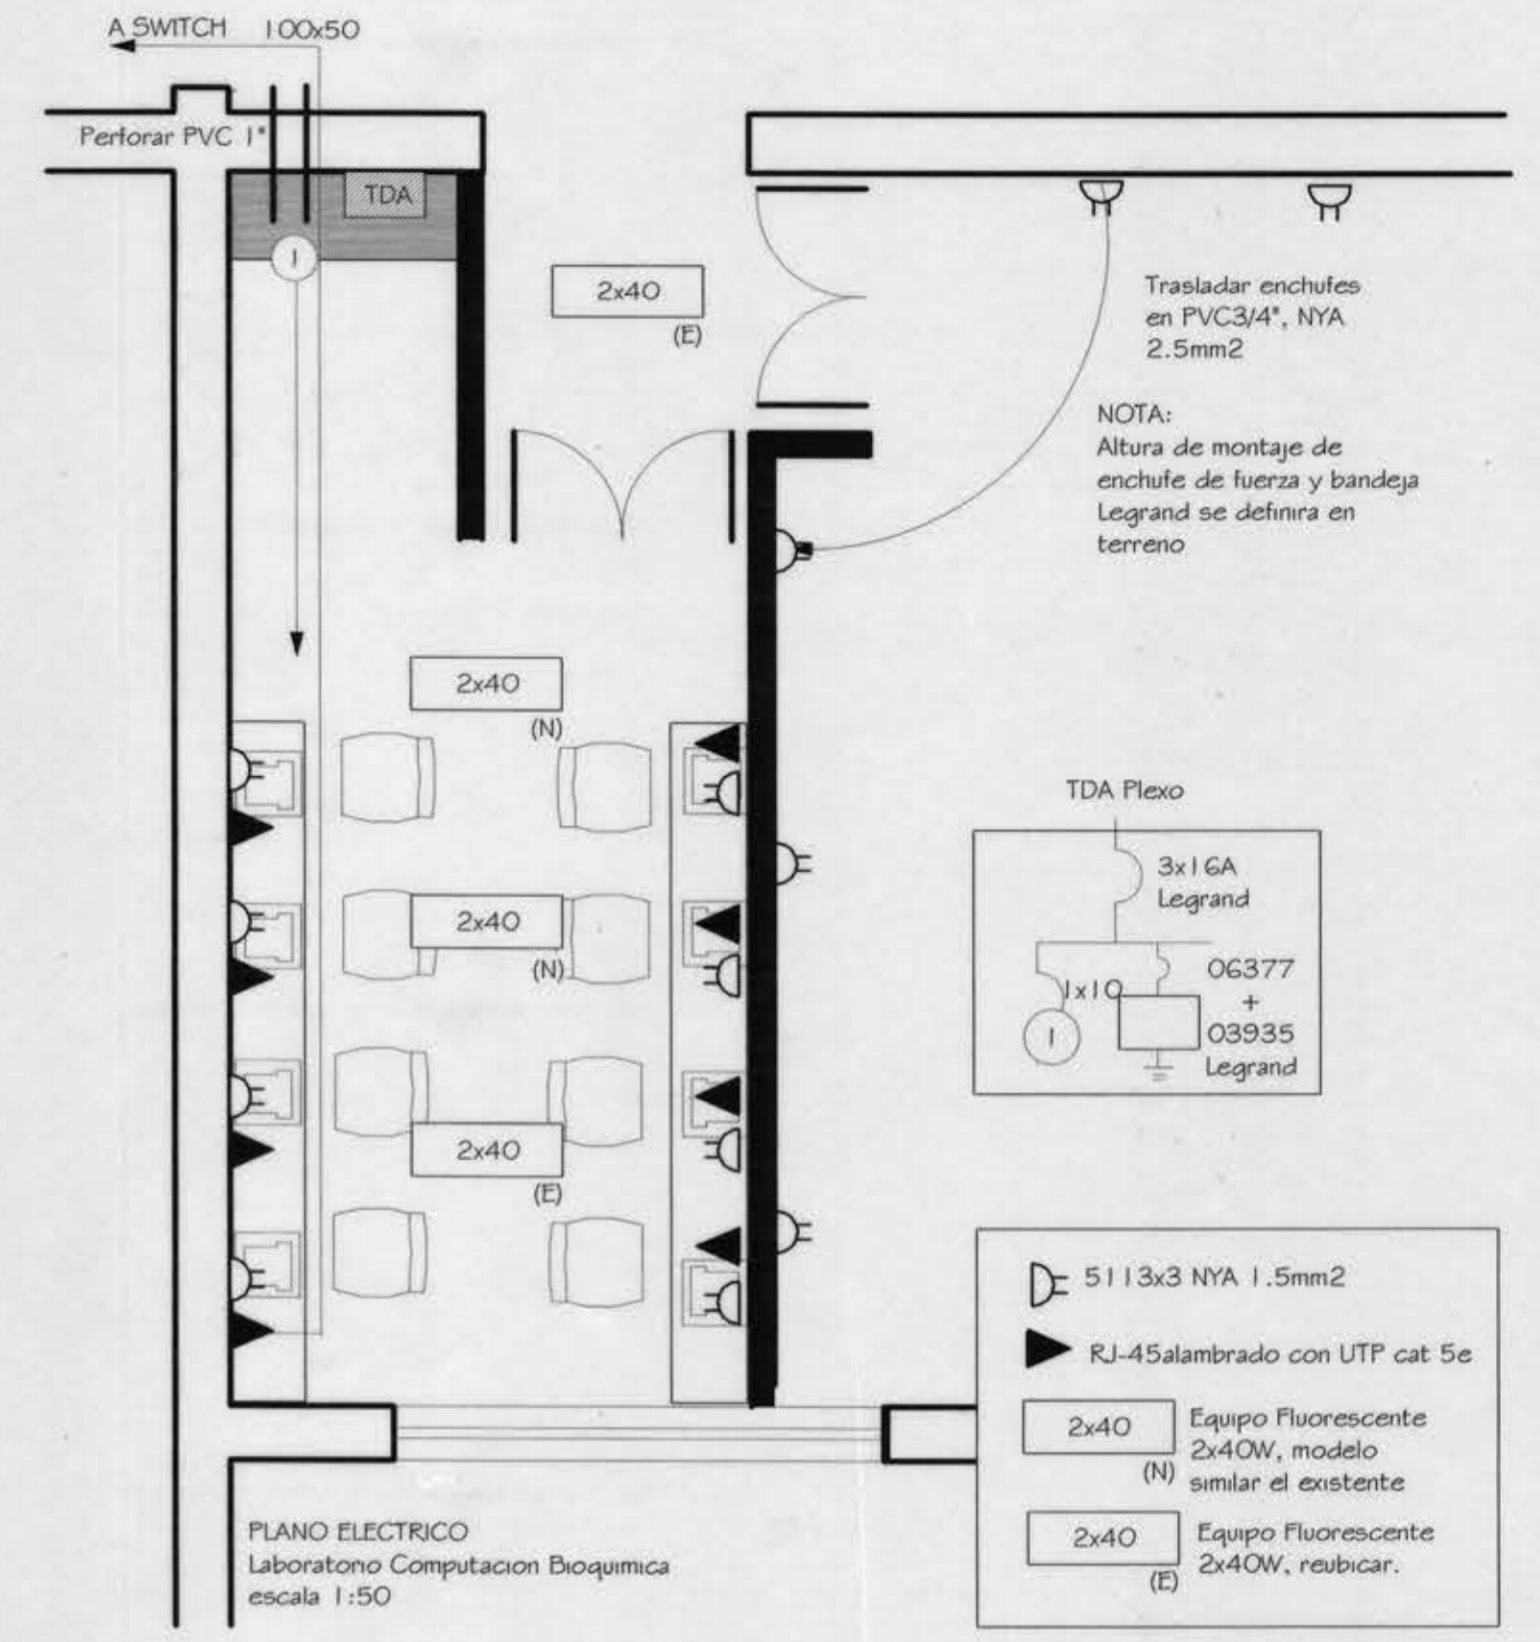 A SWITCH 100x50
Perforar PVC 1"
TDA
1
2x40
(E)
Trasladar enchufes
en PVC3/4", NYA
2.5mm2
NOTA:
Altura de montaje de
enchufe de fuerza y bandeja
Legrand se definira en
terreno
2x40
(N)
2x40
(N)
2x40
(E)
TDA Plexo
3x16A
Legrand
1x10
1
06377
+
03935
Legrand
5113x3 NYA 1.5mm2
RJ-45alambrado con UTP cat 5e
2x40
(N)
Equipo Fluorescente
2x40W, modelo
similar el existente
2x40
(E)
Equipo Fluorescente
2x40W, reubicar.
PLANO ELECTRICO
Laboratorio Computacion Bioquimica
escala 1:50